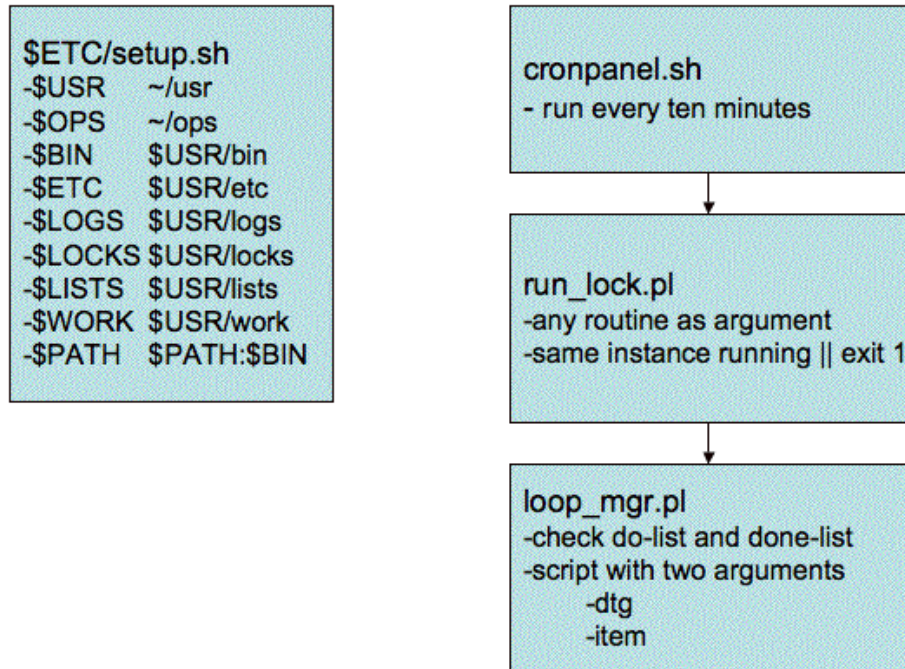 $ETC/setup.sh
-$USR ~/usr
-$OPS ~/ops
-$BIN $USR/bin
-$ETC $USR/etc
-$LOGS $USR/logs
-$LOCKS $USR/locks
-$LISTS $USR/lists
-$WORK $USR/work
-$PATH $PATH:$BIN
cronpanel.sh
- run every ten minutes
run_lock.pl
-any routine as argument
-same instance running || exit 1
loop_mgr.pl
-check do-list and done-list
-script with two arguments
-dtg
-item